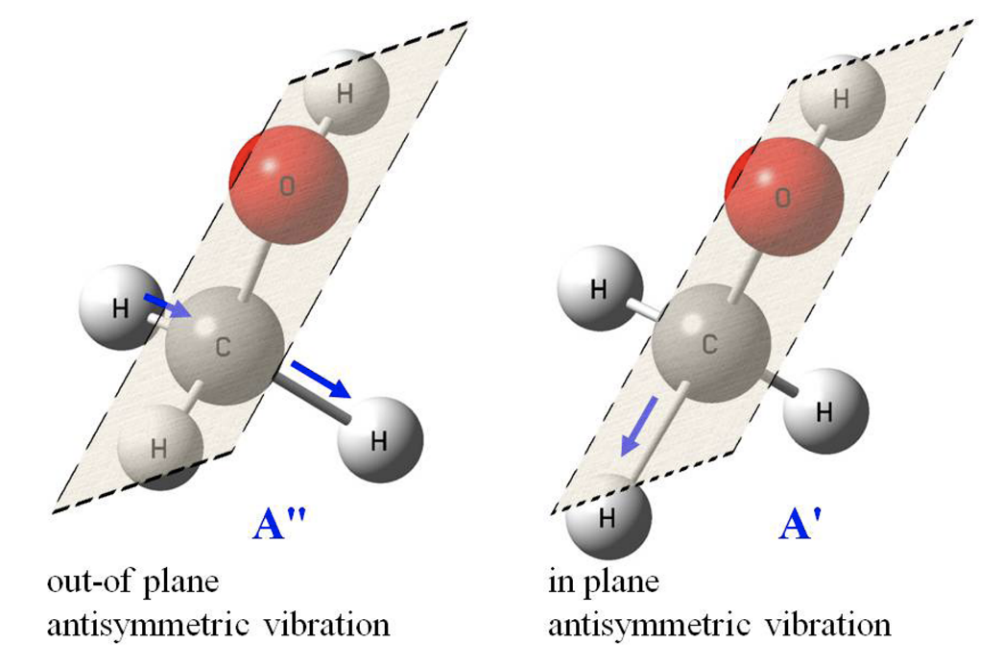 H
H
O
O
H
H
C
C
H
H
H
H
A"
A'
out-of plane
antisymmetric vibration
in plane
antisymmetric vibration